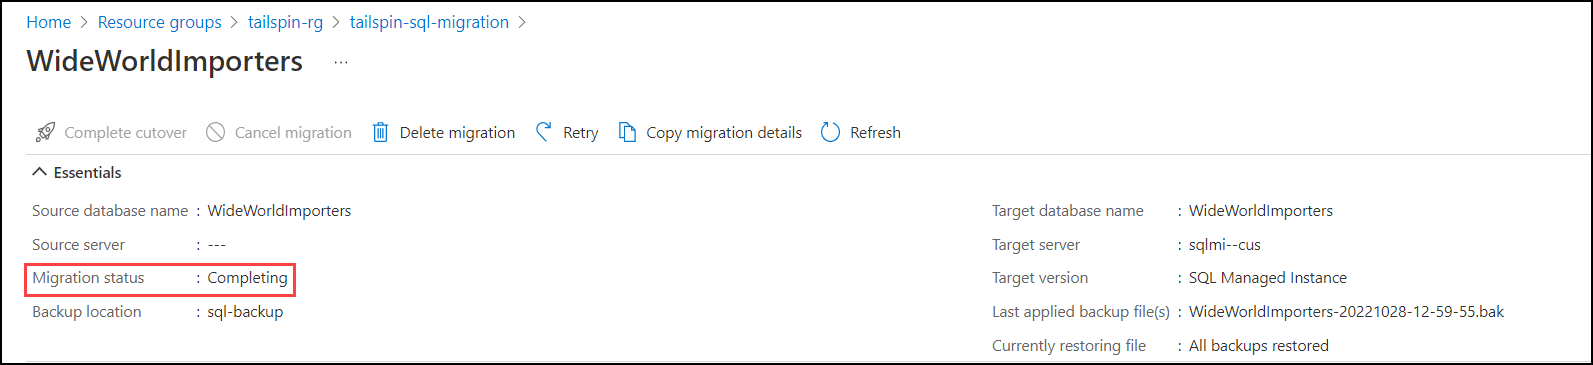 Home > Resource groups > tailspin-rg > tailspin-sql-migration >
WideWorldImporters ...
Complete cutover Cancel migration Delete migration Retry Copy migration details Refresh
Essentials
Source database name : WideWorldImporters
Source server : ---
Migration status : Completing
Backup location : sql-backup
Target database name : WideWorldImporters
Target server : sqlmi--cus
Target version : SQL Managed Instance
Last applied backup file(s) : WideWorldImporters-20221028-12-59-55.bak
Currently restoring file : All backups restored